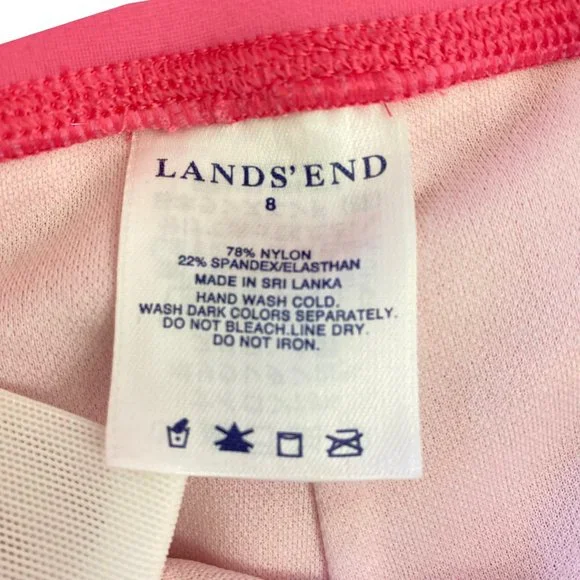 LANDS' END
8
78% NYLON
22% SPANDEX/ELASTHAN
MADE IN SRI LANKA
HAND WASH COLD.
WASH DARK COLORS SEPARATELY.
DO NOT BLEACH.LINE DRY.
DO NOT IRON.